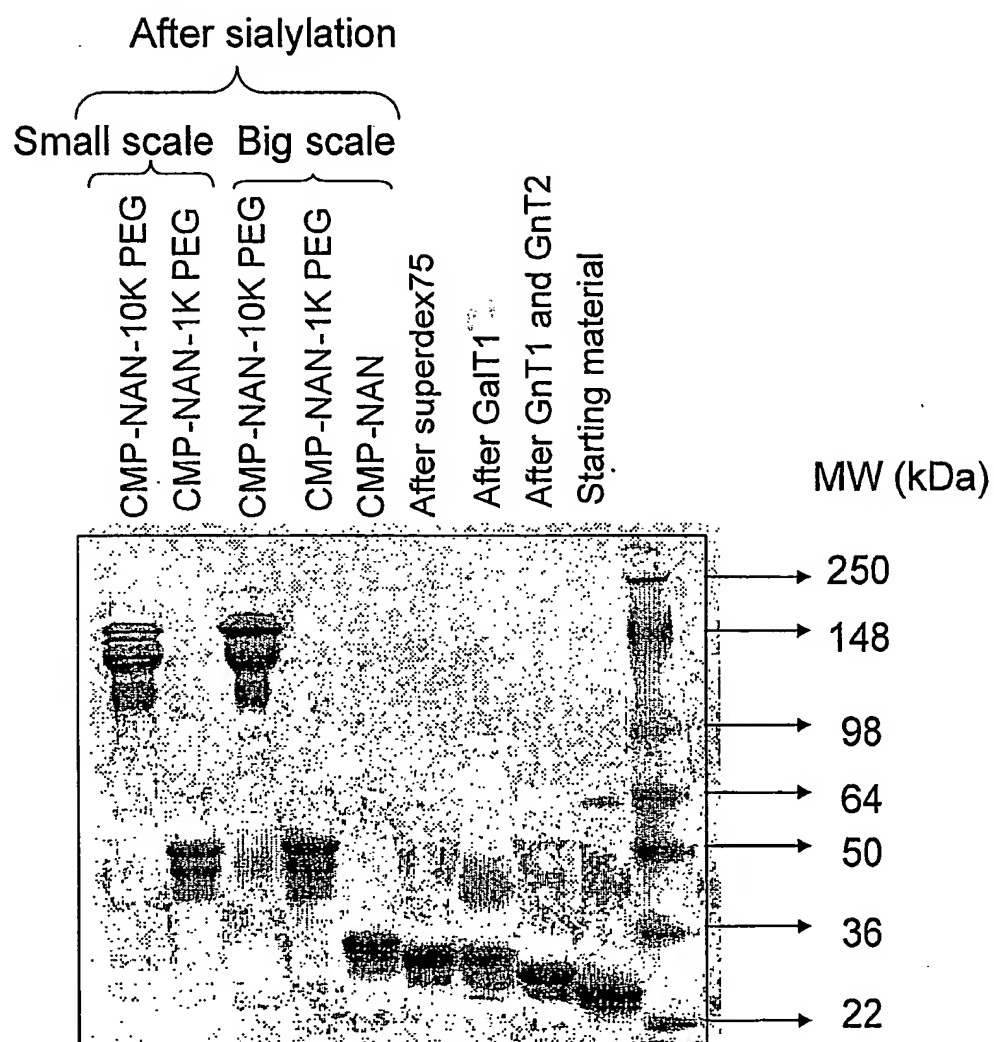 After sialylation
Small scale Big scale
CMP-NAN-10K PEG
CMP-NAN-1K PEG
CMP-NAN-10K PEG
CMP-NAN-1K PEG
CMP-NAN
After superdex75
After GalT1
After GnT1 and GnT2
Starting material
MW (kDa)
250
148
98
64
50
36
22